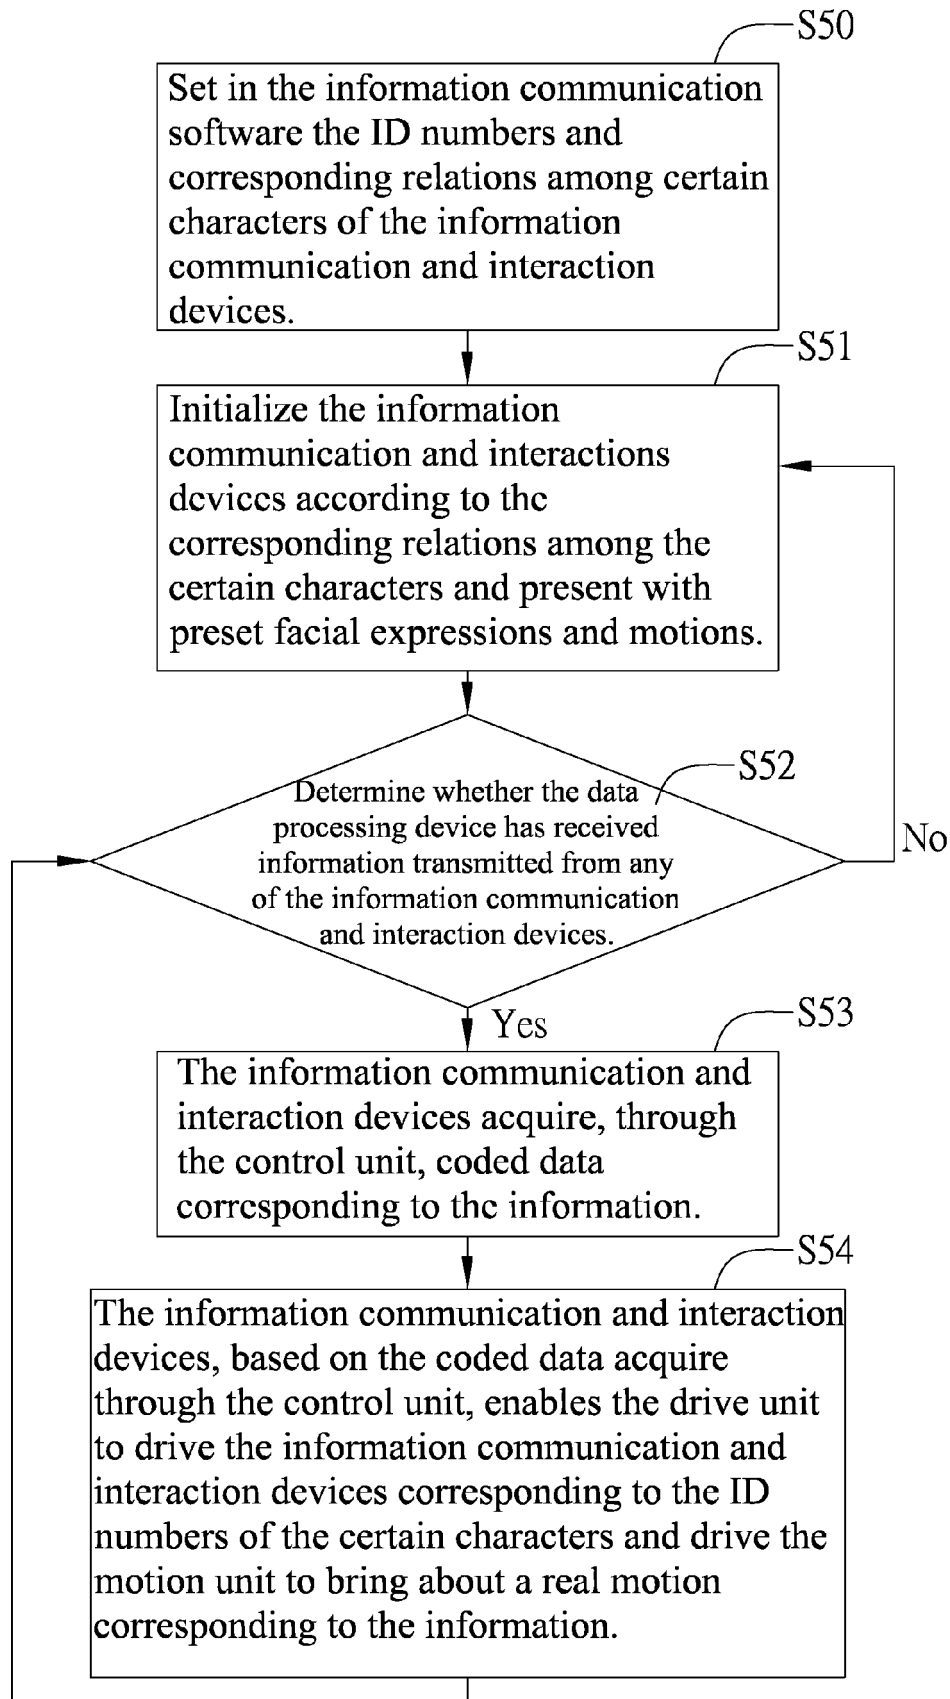 S50
Set in the information communication
software the ID numbers and
corresponding relations among certain
characters of the information
communication and interaction
devices.
S51
Initialize the information
communication and interactions
devices according to the
corresponding relations among the
certain characters and present with
preset facial expressions and motions.
S52
Determine whether the data
processing device has received
information transmitted from any
of the information communication
and interaction devices.
No
Yes
S53
The information communication and
interaction devices acquire, through
the control unit, coded data
corresponding to the information.
S54
The information communication and interaction
devices, based on the coded data acquire
through the control unit, enables the drive unit
to drive the information communication and
interaction devices corresponding to the ID
numbers of the certain characters and drive the
motion unit to bring about a real motion
corresponding to the information.